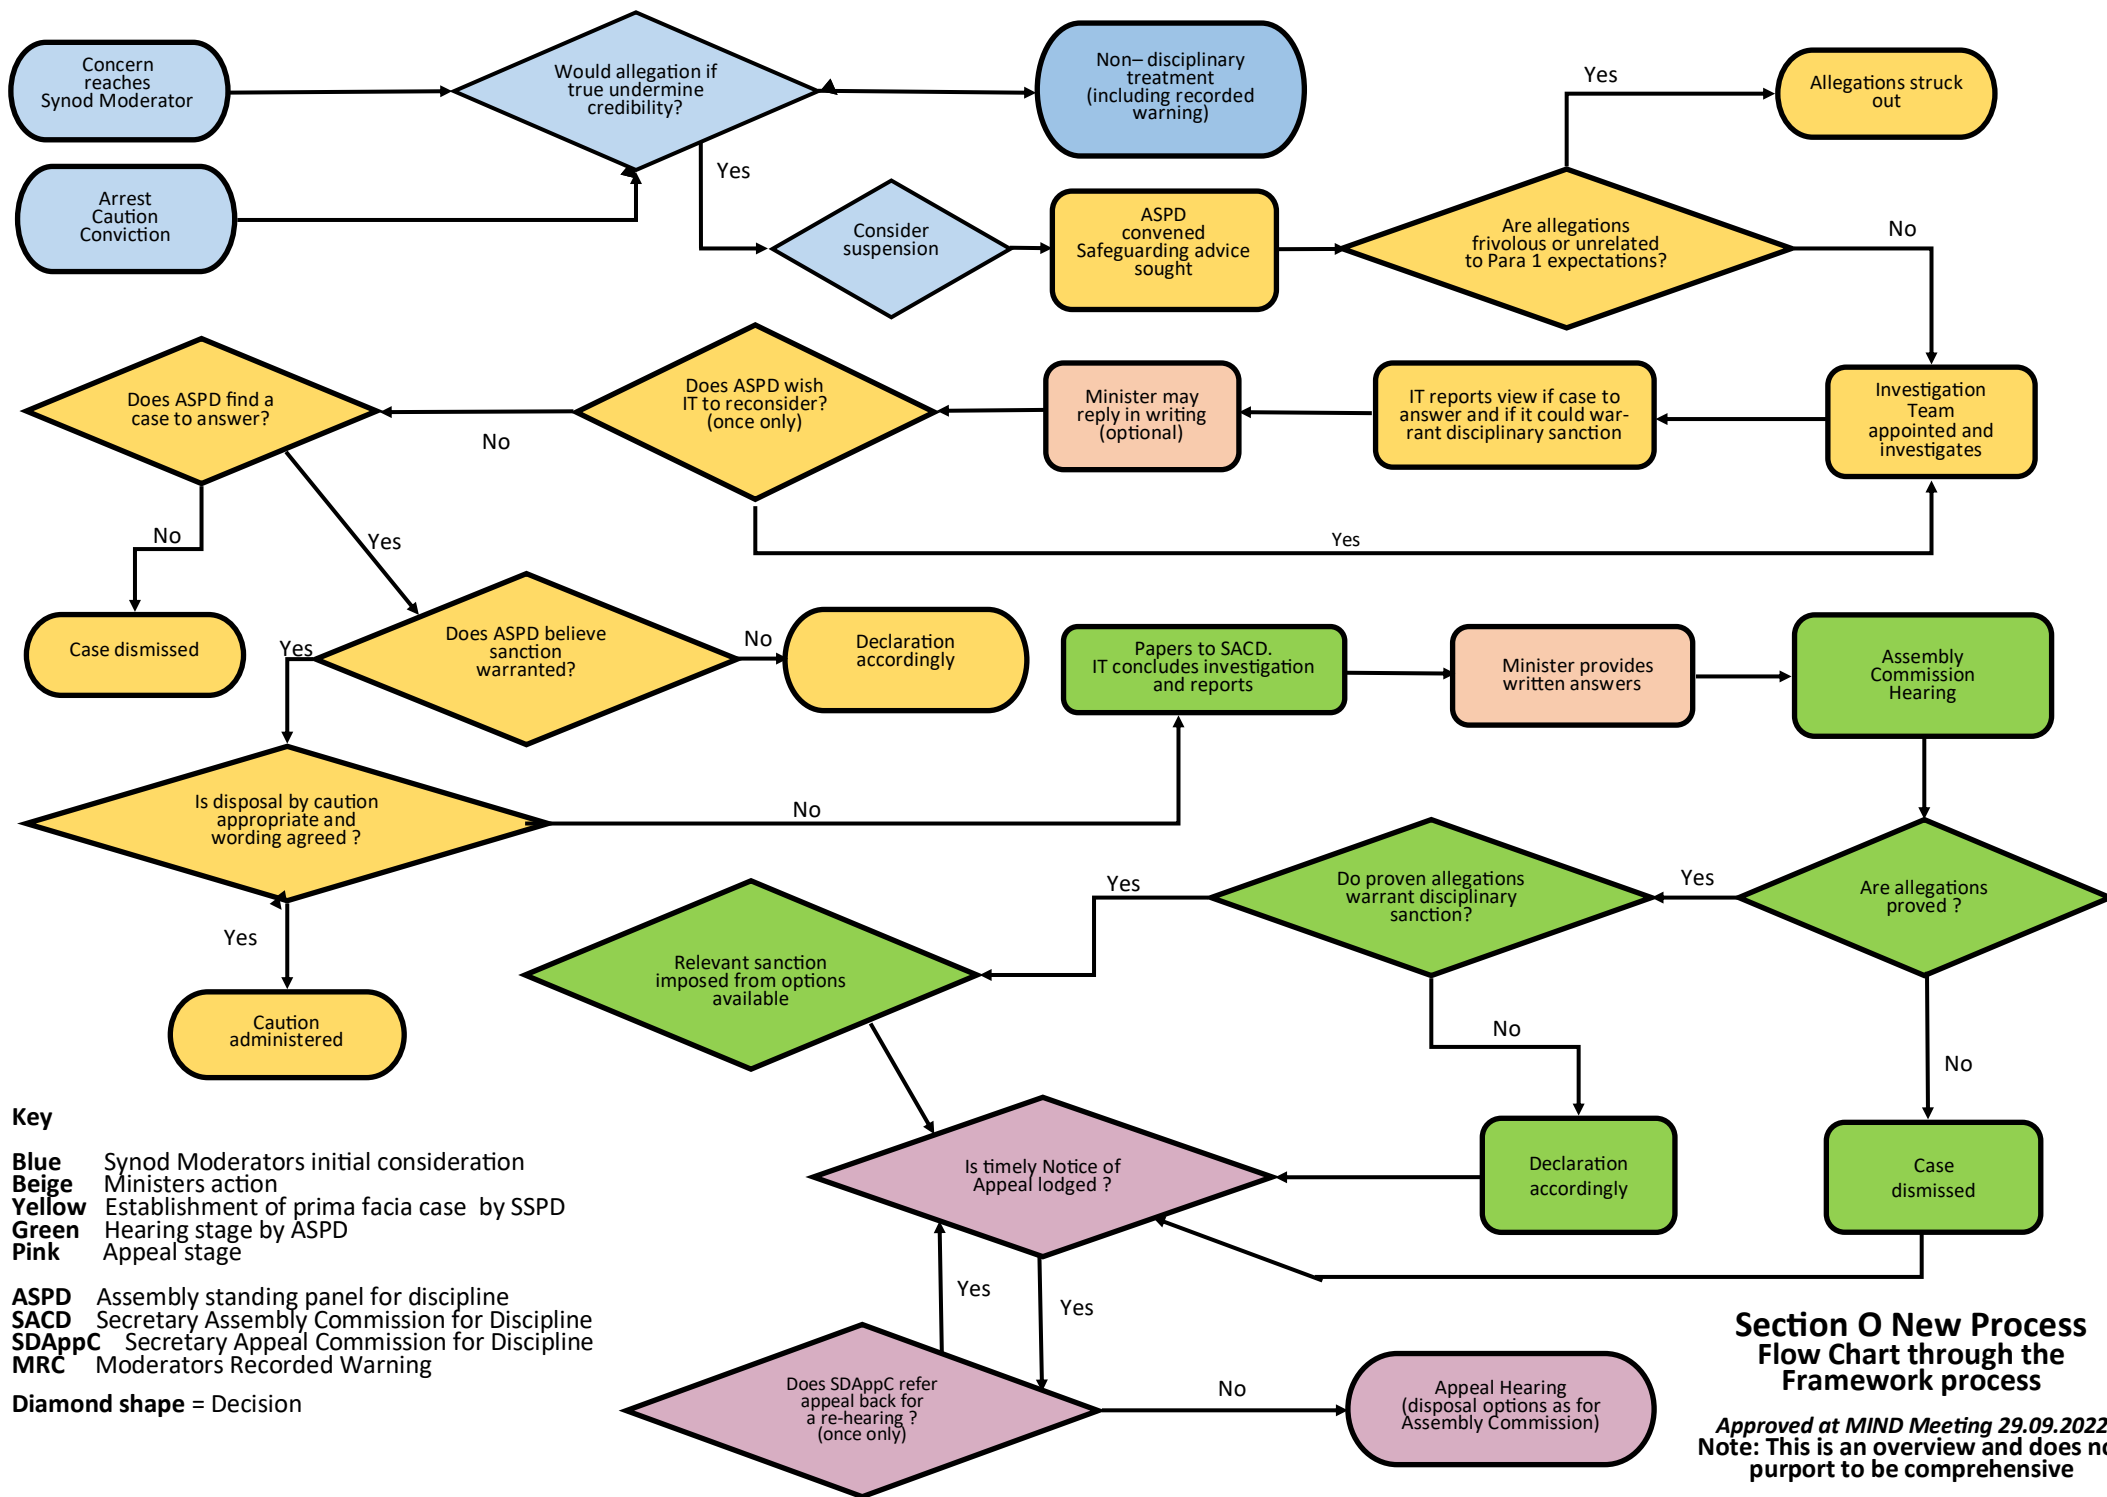 Concern
reaches
Synod Moderator
Would allegation if
true undermine
credibility?
Non– disciplinary
treatment
(including recorded
warning)
Yes
Allegations struck
out
Arrest
Caution
Conviction
Yes
Consider
suspension
ASPD
convened
Safeguarding advice
sought
Are allegations
frivolous or unrelated
to Para 1 expectations?
No
Does ASPD find a
case to answer?
No
Does ASPD wish
IT to reconsider?
(once only)
Minister may
reply in writing
(optional)
IT reports view if case to
answer and if it could war-
rant disciplinary sanction
Investigation
Team
appointed and
investigates
No
Yes
Yes
Case dismissed
Yes
Does ASPD believe
sanction
warranted?
No
Declaration
accordingly
Papers to SACD.
IT concludes investigation
and reports
Minister provides
written answers
Assembly
Commission
Hearing
Is disposal by caution
appropriate and
wording agreed ?
No
Yes
Do proven allegations
warrant disciplinary
sanction?
Yes
Are allegations
proved ?
Yes
Relevant sanction
imposed from options
available
Caution
administered
No
No
Is timely Notice of
Appeal lodged ?
Declaration
accordingly
Case
dismissed
Yes
Yes
Does SDAppC refer
appeal back for
a re-hearing ?
(once only)
No
Appeal Hearing
(disposal options as for
Assembly Commission)
Key
Blue Synod Moderators initial consideration
Beige Ministers action
Yellow Establishment of prima facia case by SSPD
Green Hearing stage by ASPD
Pink Appeal stage
ASPD Assembly standing panel for discipline
SACD Secretary Assembly Commission for Discipline
SDAppC Secretary Appeal Commission for Discipline
MRC Moderators Recorded Warning
Diamond shape = Decision
Section O New Process
Flow Chart through the
Framework process
Approved at MIND Meeting 29.09.2022
Note: This is an overview and does no
purport to be comprehensive